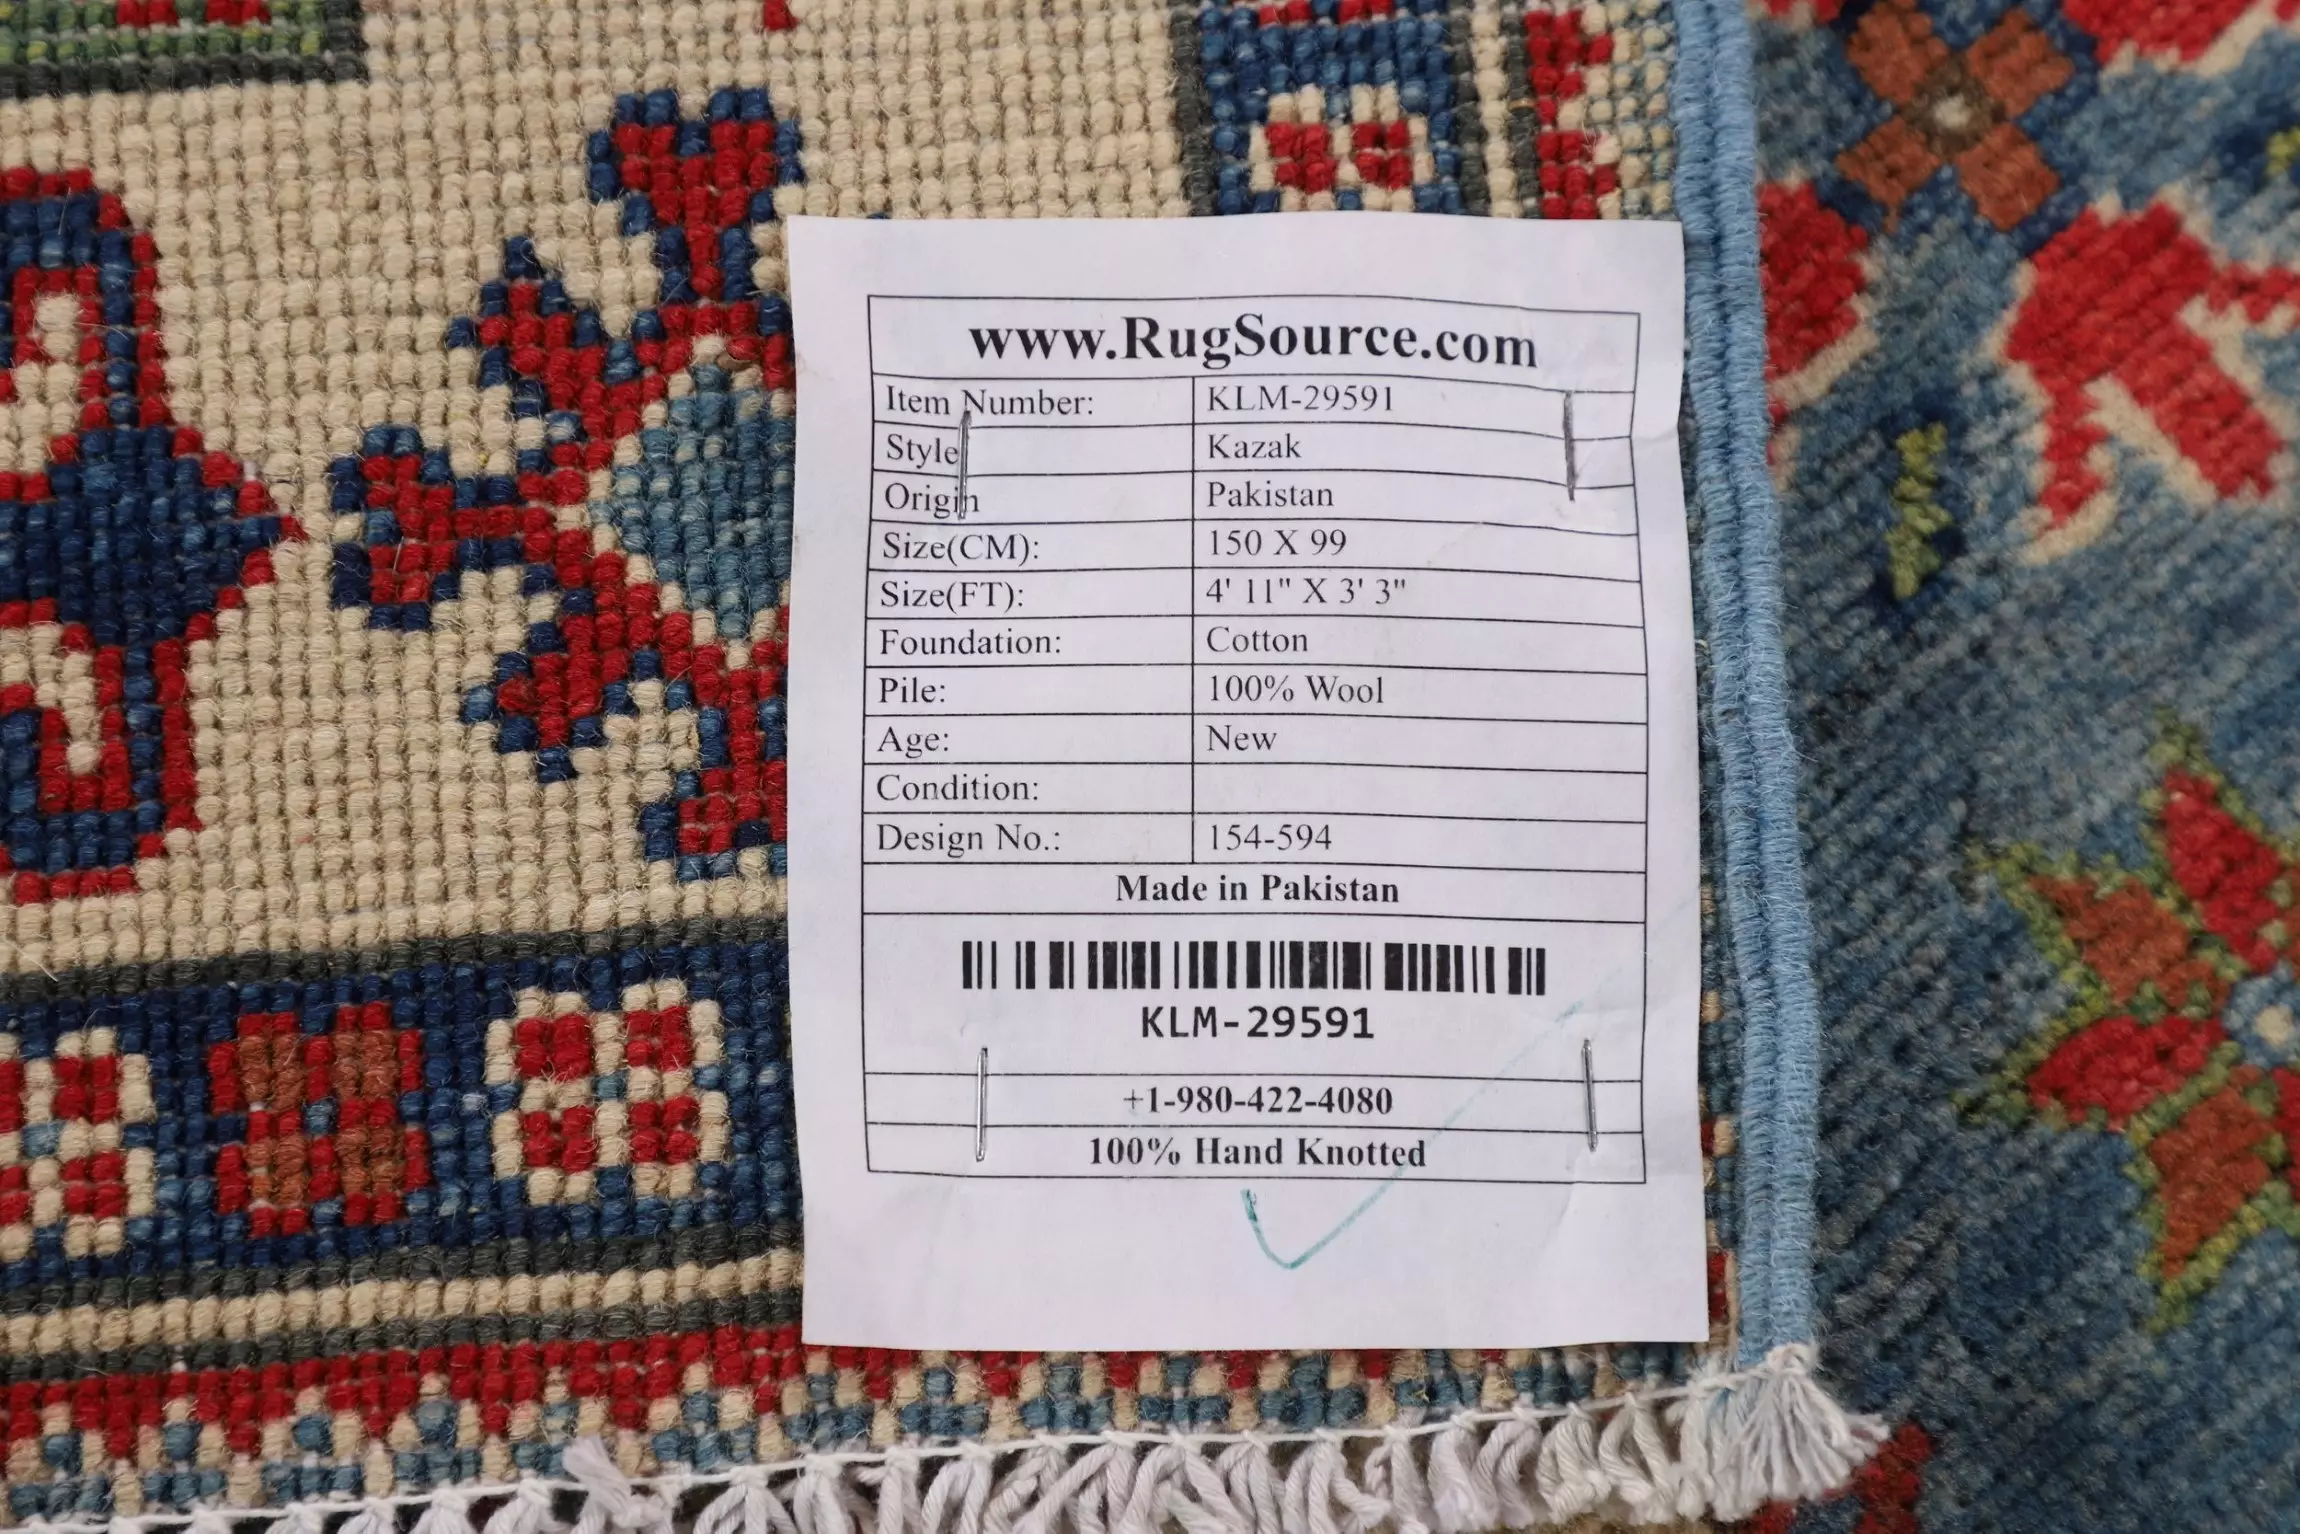 www.RugSource.com
Item Number: KLM-29591
Style Kazak
Origin Pakistan
Size(CM): 150 X 99
Size(FT): 4' 11" X 3' 3"
Foundation: Cotton
Pile: 100% Wool
Age: New
Condition:
Design No.: 154-594
Made in Pakistan
KLM-29591
+1-980-422-4080
100% Hand Knotted